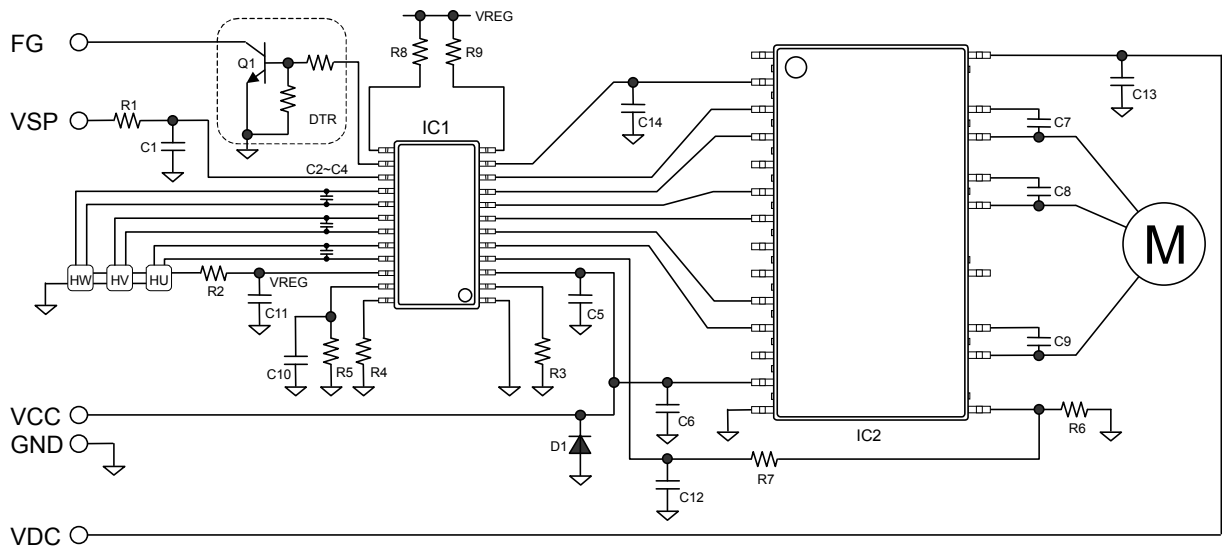 VREG
FG
R8
R9
Q1
DTR
VSP
R1
C1
IC1
C2~C4
C14
C13
C7
C8
C9
M
HW
HV
HU
R2
VREG
C11
C5
C10
R5
R4
R3
VCC
GND
D1
C6
IC2
R6
R7
C12
VDC